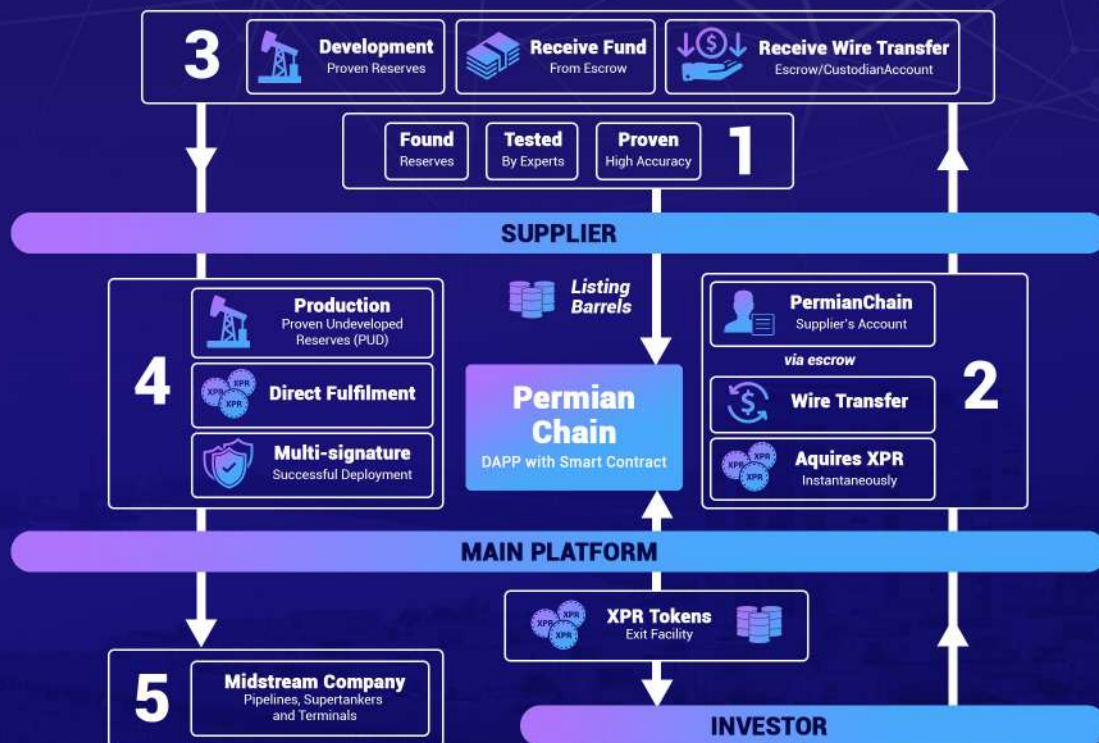 3
Development
Proven Reserves
Receive Fund
From Escrow
Receive Wire Transfer
Escrow/CustodianAccount
Found
Reserves
Tested
By Experts
Proven
High Accuracy
1
SUPPLIER
Listing
Barrels
4
Production
Proven Undeveloped
Reserves (PUD)
XPR
XPR
XPR
Direct Fulfilment
Multi-signature
Successful Deployment
Permian
Chain
DAPP with Smart Contract
PermianChain
Supplier's Account
via escrow
Wire Transfer
XPR
XPR
XPR
Aquires XPR
Instantaneously
2
MAIN PLATFORM
XPR
XPR
XPR
XPR Tokens
Exit Facility
5
Midstream Company
Pipelines, Supertankers
and Terminals
INVESTOR